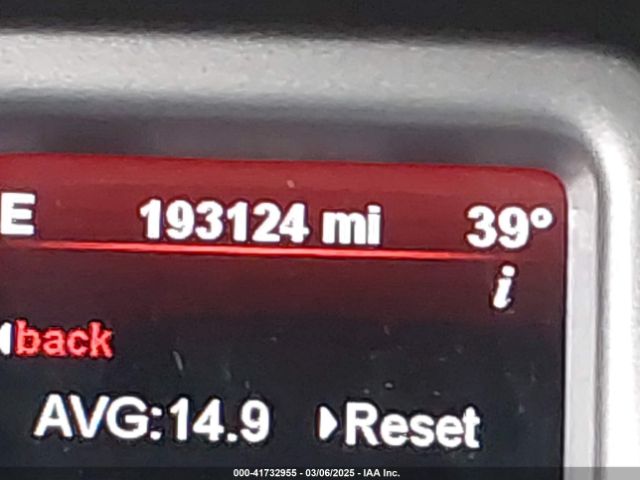 E 193124 mi 39°
i
back
AVG:14.9 Reset
000-41732955 - 03/06/2025 - IAA Inc.